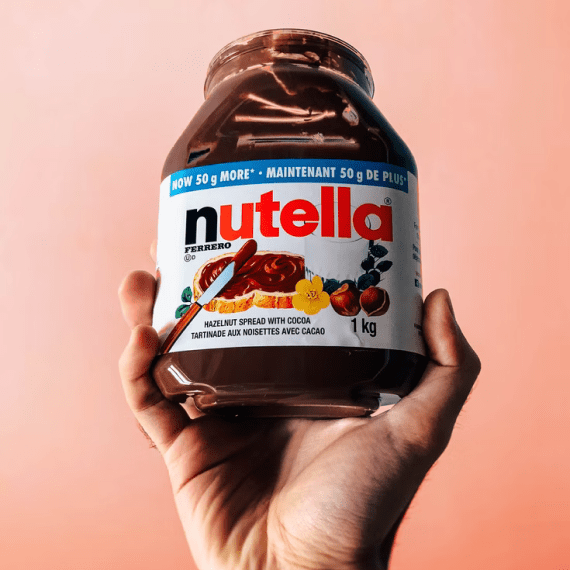 NOW 50 g MORE* • MAINTENANT 50 g DE PLUS*
nutella®
FERRERO
HAZELNUT SPREAD WITH COCOA
TARTINADE AUX NOISETTES AVEC CACAO
1 kg